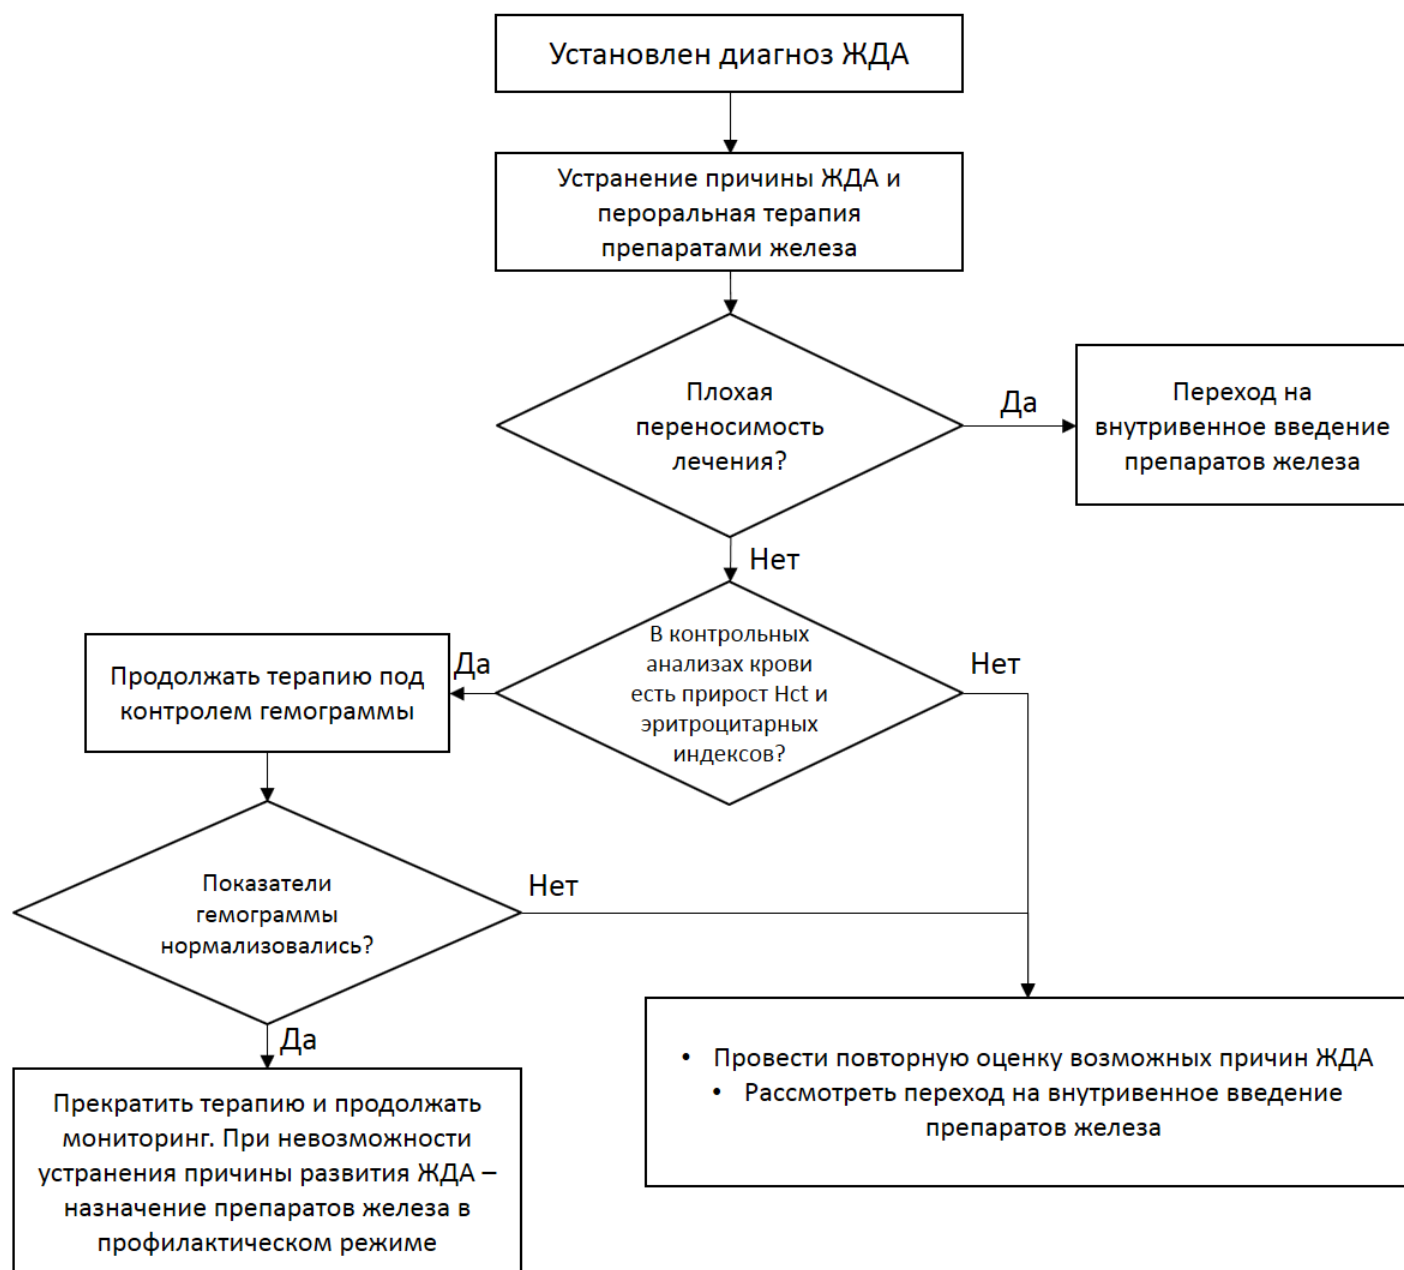 Установлен диагноз ЖДА
Устранение причины ЖДА и
пероральная терапия
препаратами железа
Плохая
переносимость
лечения?
Да
Переход на
внутривенное введение
препаратов железа
Нет
В контрольных
анализах крови
есть прирост Hct и
эритроцитарных
индексов?
Да
Нет
Продолжать терапию под
контролем гемограммы
Показатели
гемограммы
нормализовались?
Нет
Да
• Провести повторную оценку возможных причин ЖДА
• Рассмотреть переход на внутривенное введение
препаратов железа
Прекратить терапию и продолжать
мониторинг. При невозможности
устранения причины развития ЖДА –
назначение препаратов железа в
профилактическом режиме